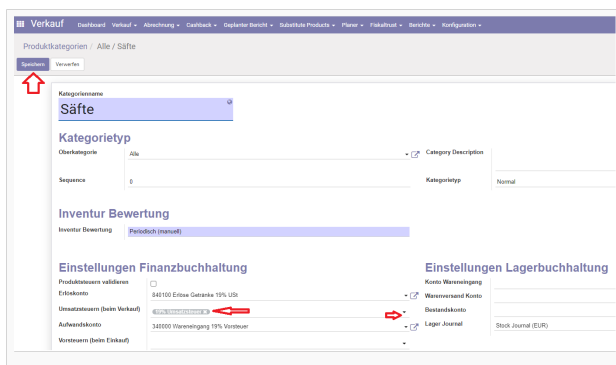 Verkauf Dashboard Verkauf Abrechnung Cashback Geplanter Bericht Substitute Products Planer Fiskaltrust Berichte Konfiguration
Produktkategorien / Alle / Säfte
Speichern Verwerfen
Kategorienname
Säfte
Kategorietyp
Oberkategorie Alle Category Description
Sequence 0 Kategorietyp Normal
Inventur Bewertung
Inventur Bewertung Periodisch (manuell)
Einstellungen Finanzbuchhaltung Einstellungen Lagerbuchhaltung
Produktsteuern validieren Konto Wareneingang
Erlöskonto 840100 Erlöse Getränke 19% USt Warenversand Konto
Umsatzsteuern (beim Verkauf) 19% Umsatzsteuer Bestandskonto
Aufwandskonto 340000 Wareneingang 19% Vorsteuer Lager Journal Stock Journal (EUR)
Vorsteuern (beim Einkauf)